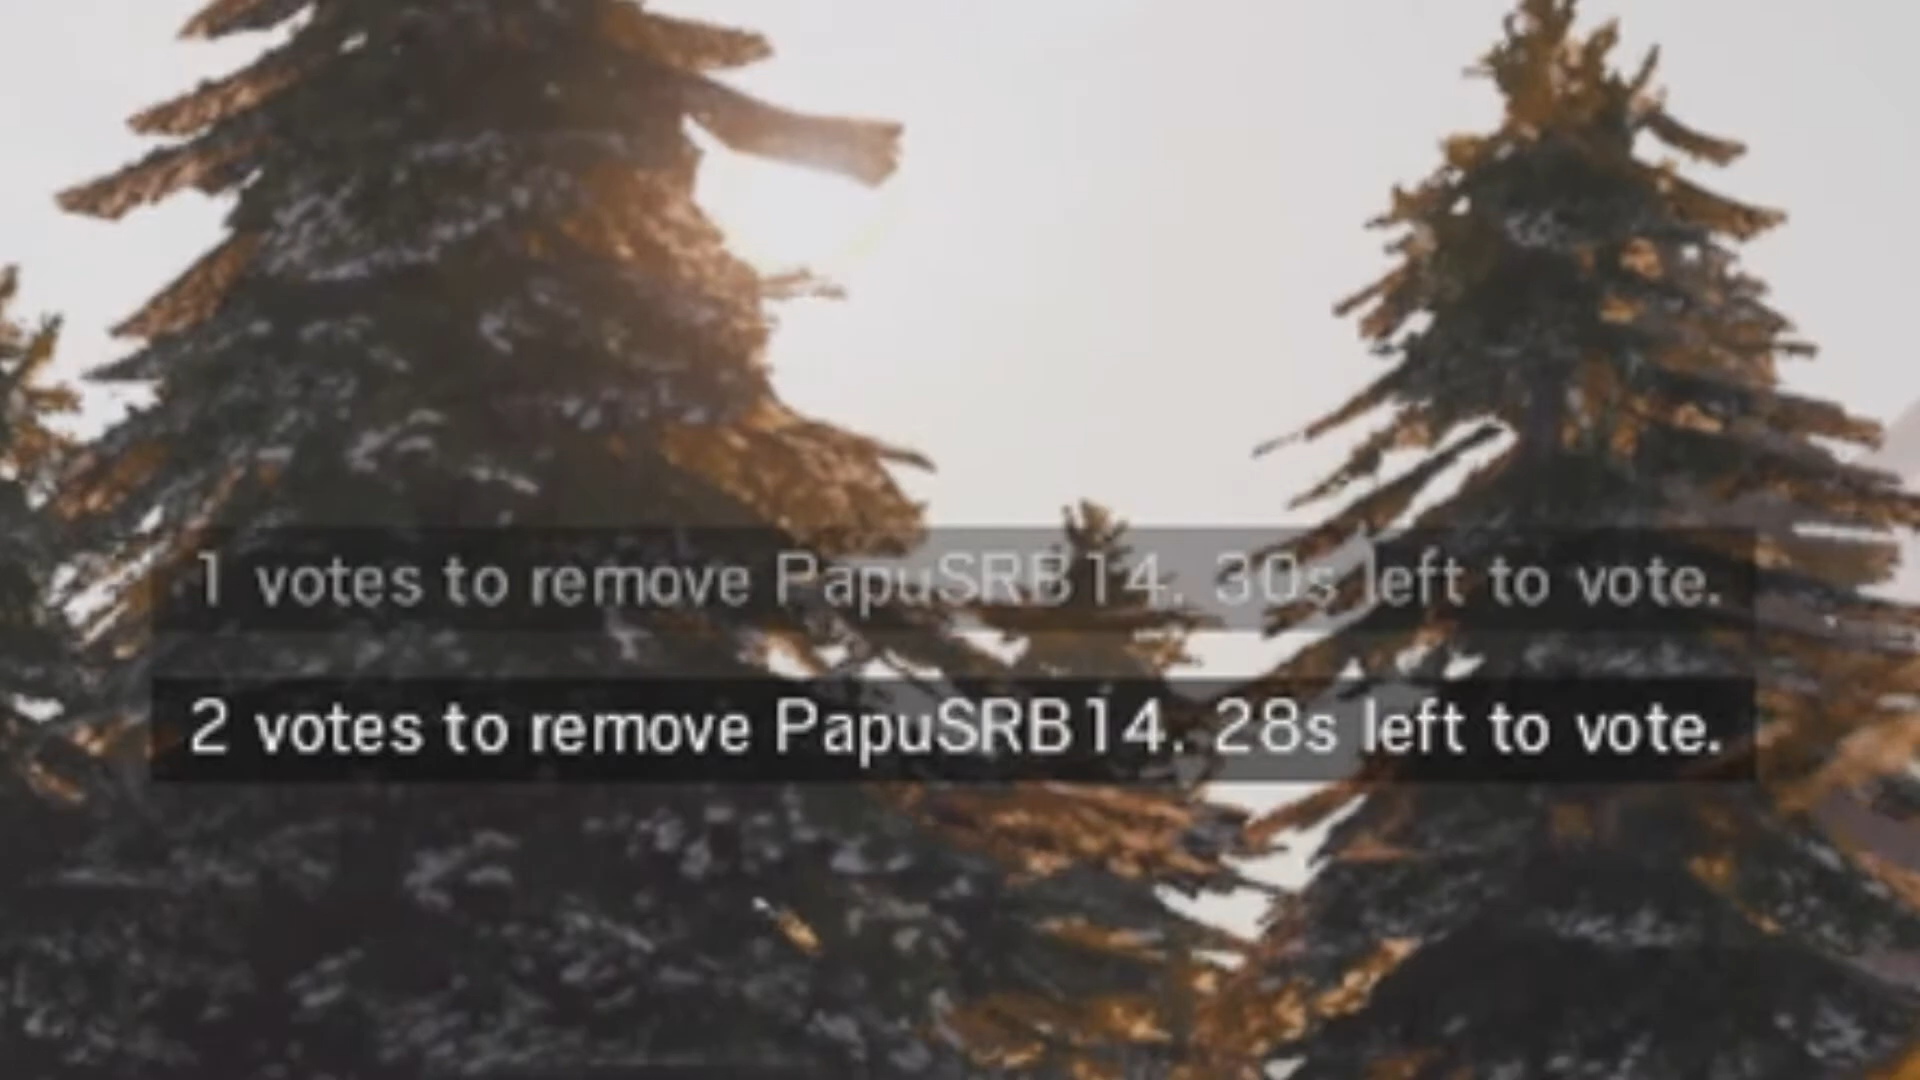 1 votes to remove PapuSRB14. 30s left to vote.
2 votes to remove PapuSRB14. 28s left to vote.